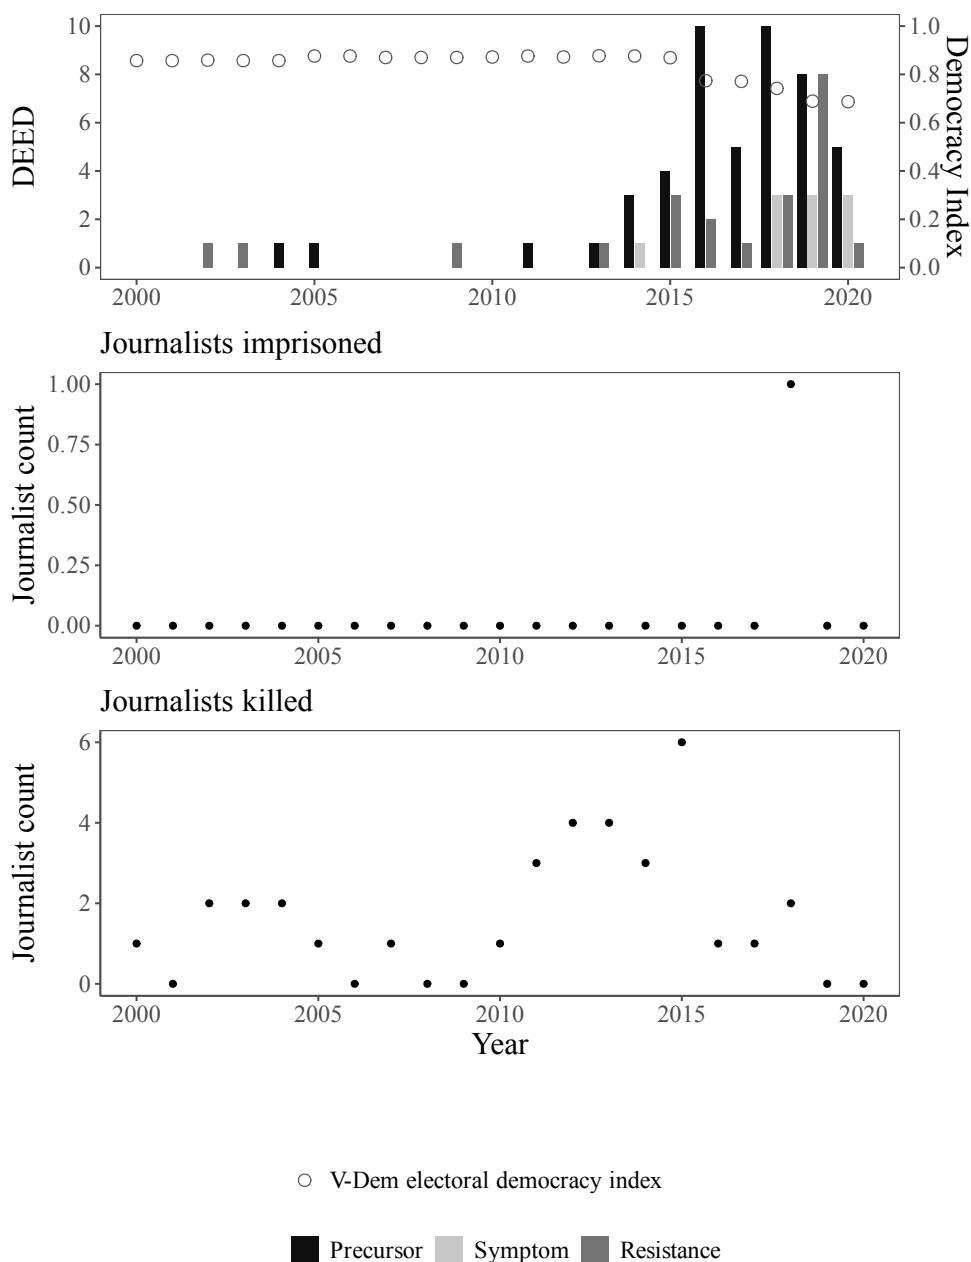 10
8
6
4
2
0
DEED
1.0
0.8
0.6
0.4
0.2
0.0
Democracy Index
2000 2005 2010 2015 2020
Journalists imprisoned
1.00
0.75
0.50
0.25
0.00
Journalist count
2000 2005 2010 2015 2020
Journalists killed
6
4
2
0
Journalist count
2000 2005 2010 2015 2020
Year
V-Dem electoral democracy index
Precursor Symptom Resistance